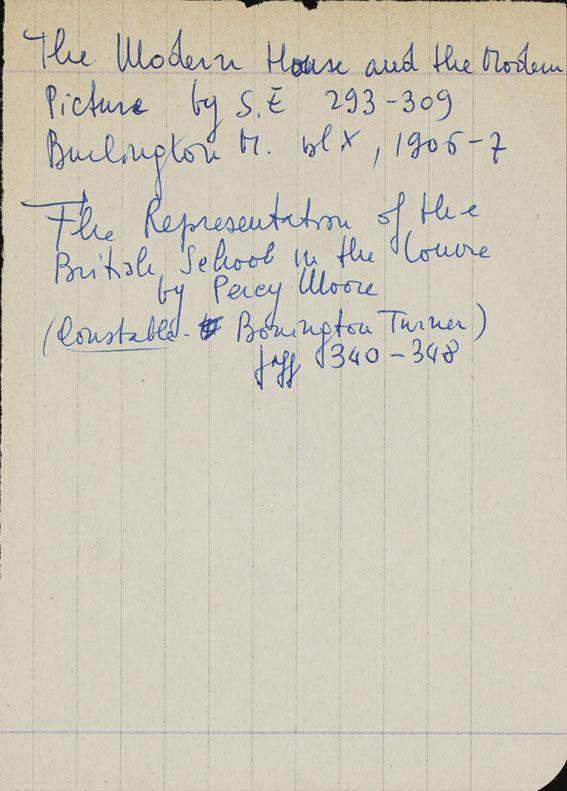 The Modern House and the Modern
Picture by S.E 293-309
Burlington M. vol X, 1906-7
The Representation of the
British School in the Louvre
by Percy Moore
(Constable - Bonington Turner)
340-348